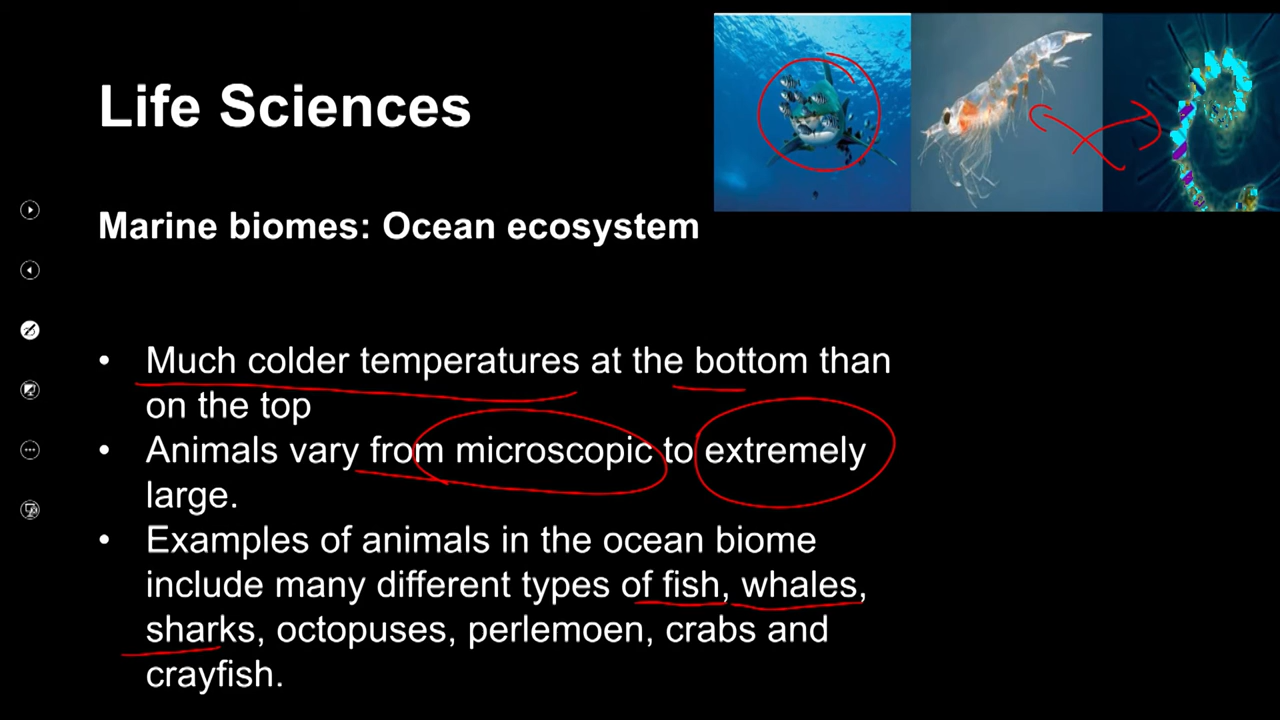 Life Sciences
Marine biomes: Ocean ecosystem
• Much colder temperatures at the bottom than
on the top
• Animals vary from microscopic to extremely
large.
• Examples of animals in the ocean biome
include many different types of fish, whales,
sharks, octopuses, perlemoen, crabs and
crayfish.